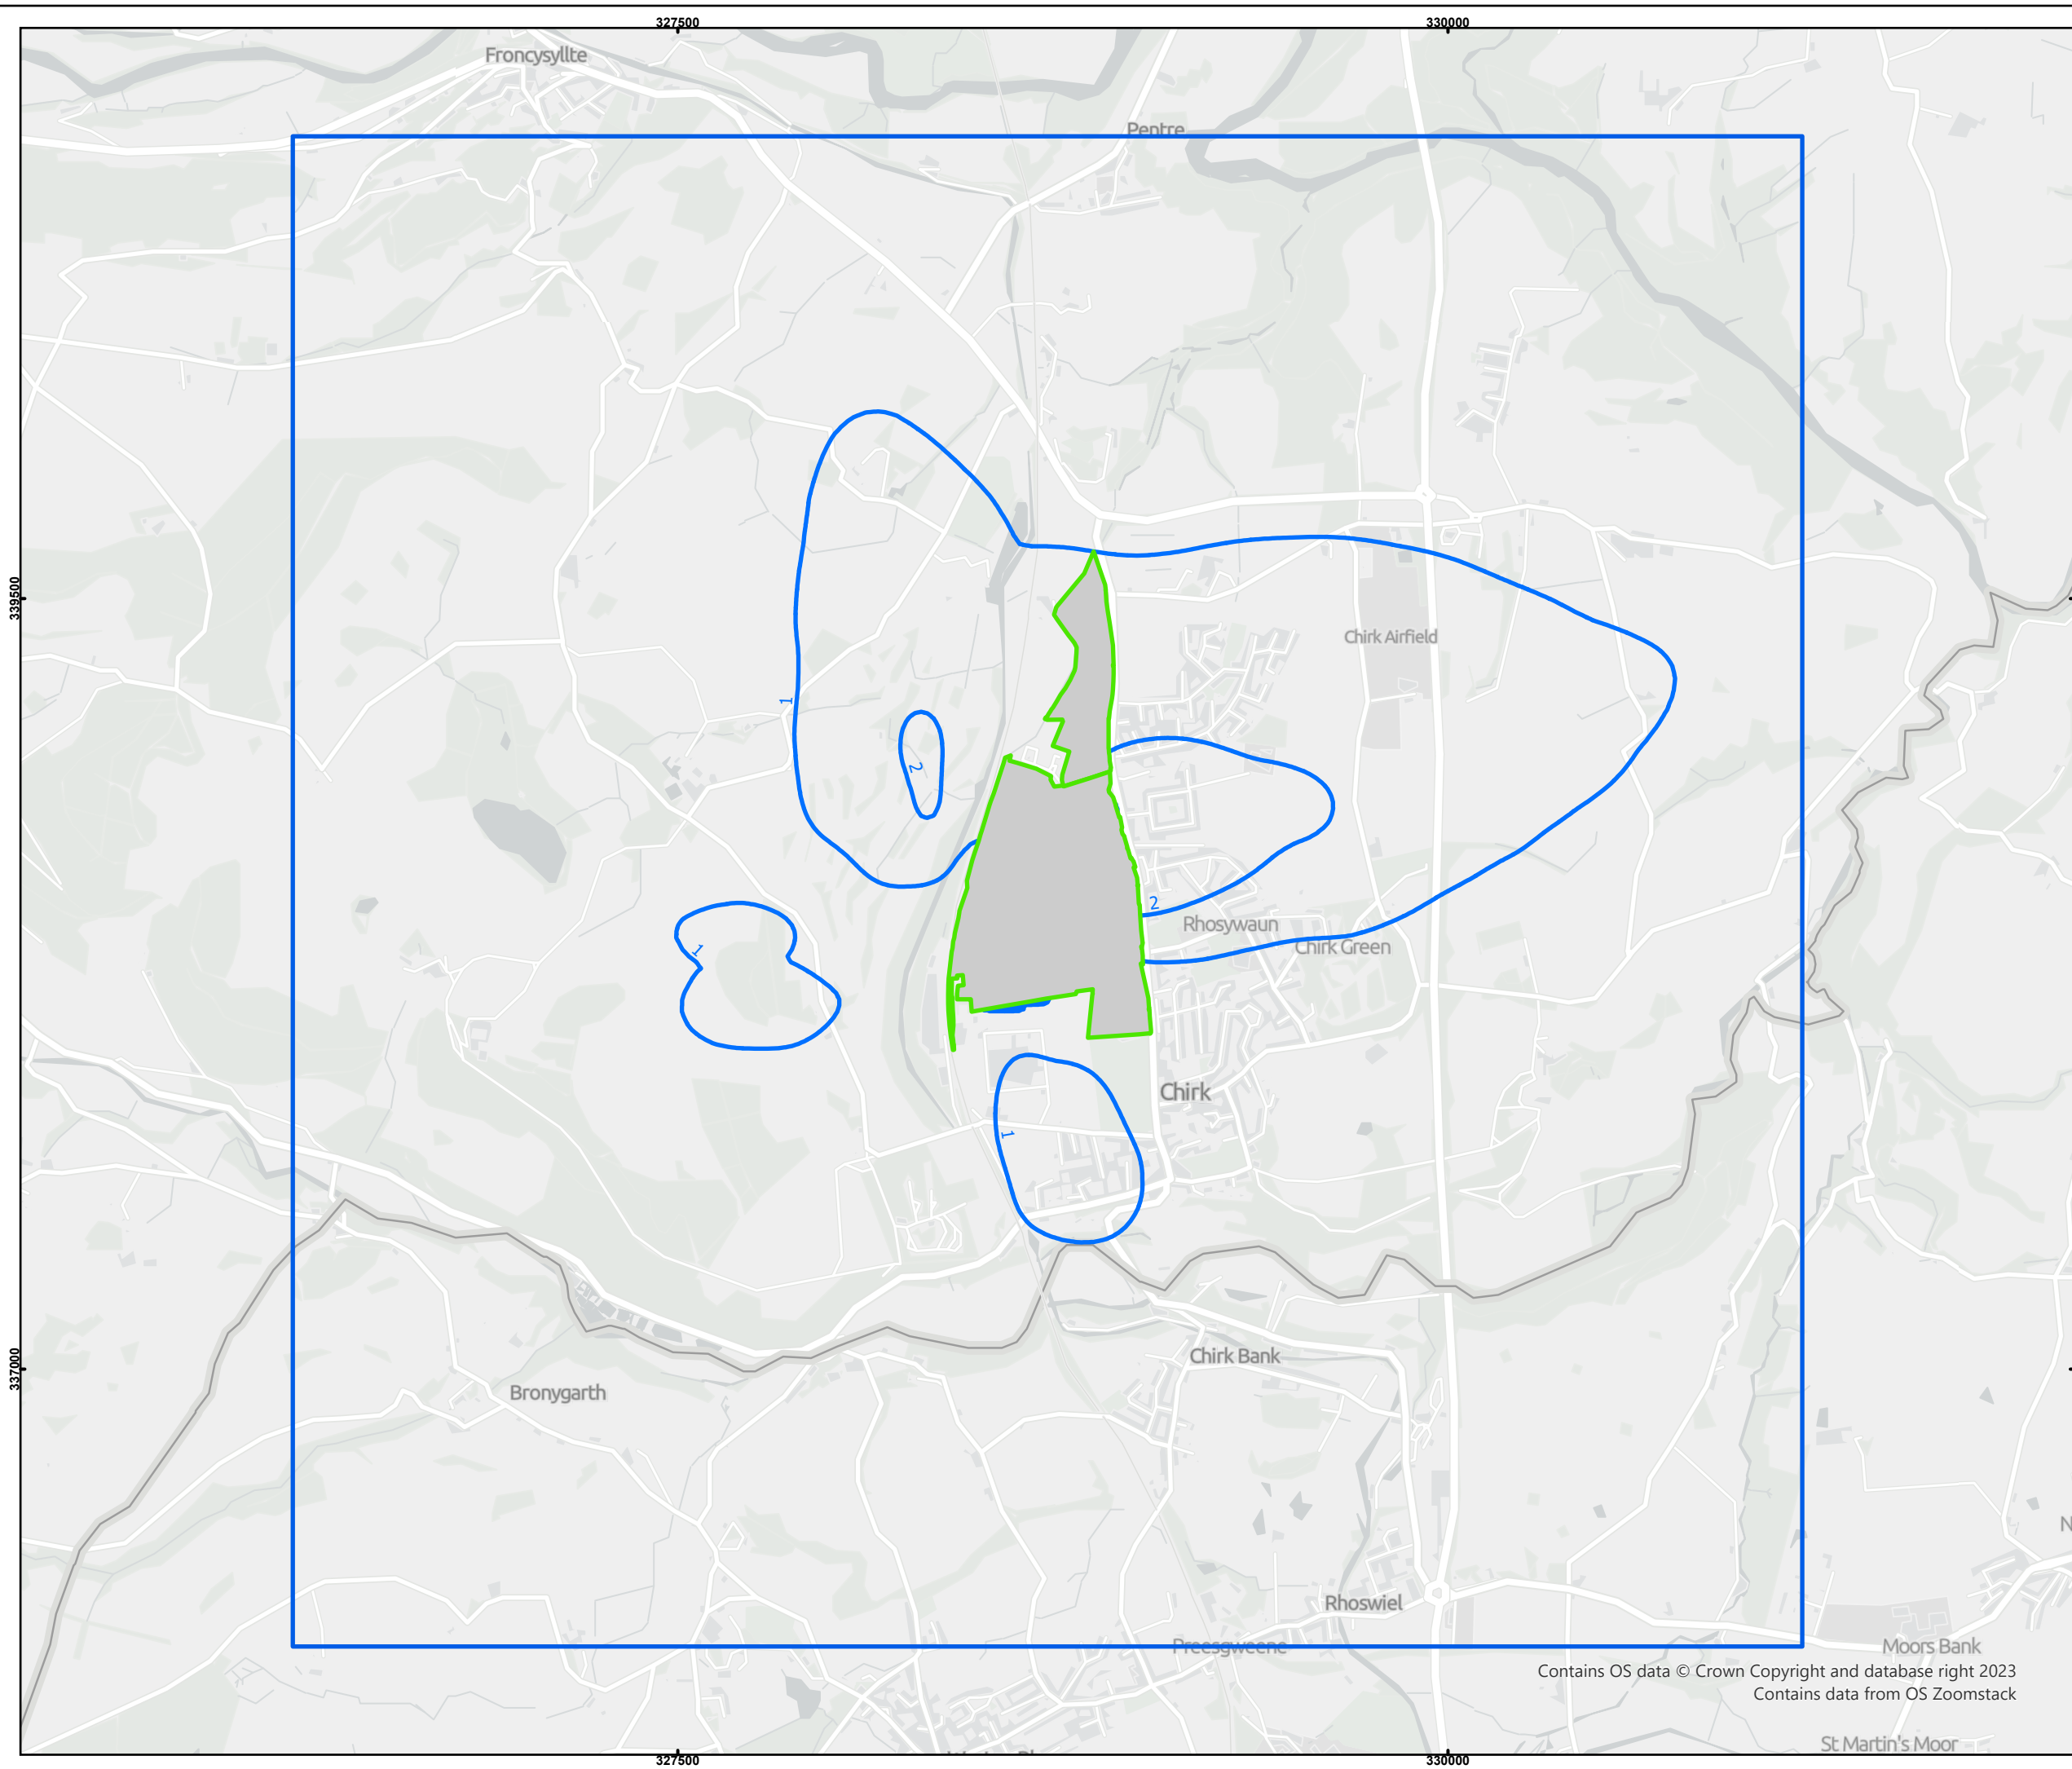 327500
330000
Froncysyllte
Pentre
339500
Chirk Airfield
1
2
2
Rhosywaun
Chirk Green
1
Chirk
1
Chirk Bank
337000
Bronygarth
N
Rhoswiel
Preesgweene
Moors Bank
Contains OS data © Crown Copyright and database right 2023
Contains data from OS Zoomstack
St Martin's Moor
327500
330000